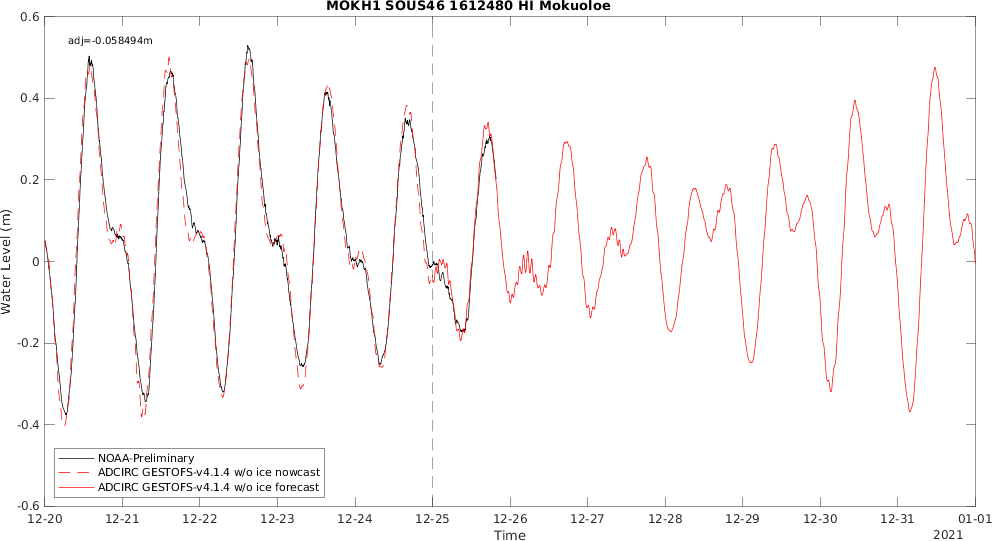 MOKH1 SOUS46 1612480 HI Mokuoloe
adj=-0.058494m
0.6
0.4
0.2
0
-0.2
-0.4
-0.6
Water Level (m)
NOAA-Preliminary
ADCIRC GESTOFS-v4.1.4 w/o ice nowcast
ADCIRC GESTOFS-v4.1.4 w/o ice forecast
12-20 12-21 12-22 12-23 12-24 12-25 12-26 12-27 12-28 12-29 12-30 12-31 01-01
Time
2021